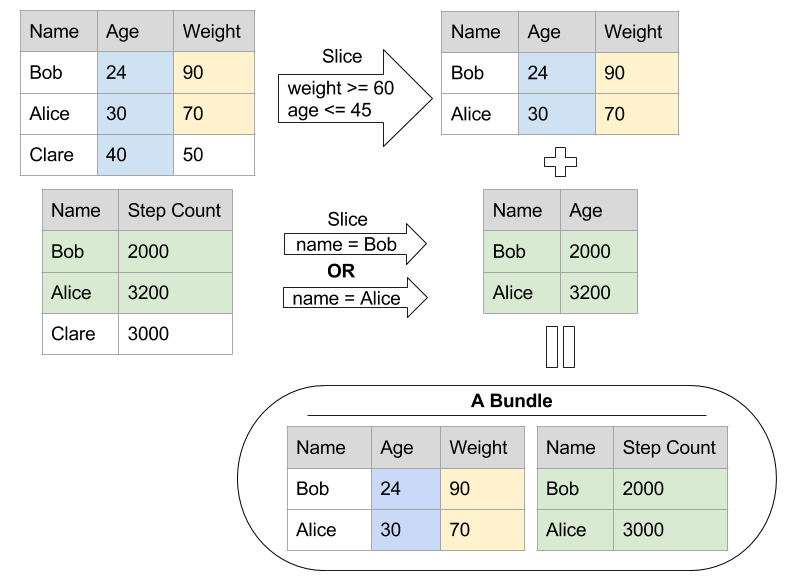 Name Age Weight
Bob 24 90
Alice 30 70
Clare 40 50
Slice
weight >= 60
age <= 45
Name Age Weight
Bob 24 90
Alice 30 70
Name Step Count
Bob 2000
Alice 3200
Clare 3000
Slice
name = Bob
OR
name = Alice
Name Age
Bob 2000
Alice 3200
A Bundle
Name Age Weight
Bob 24 90
Alice 30 70
Name Step Count
Bob 2000
Alice 3000